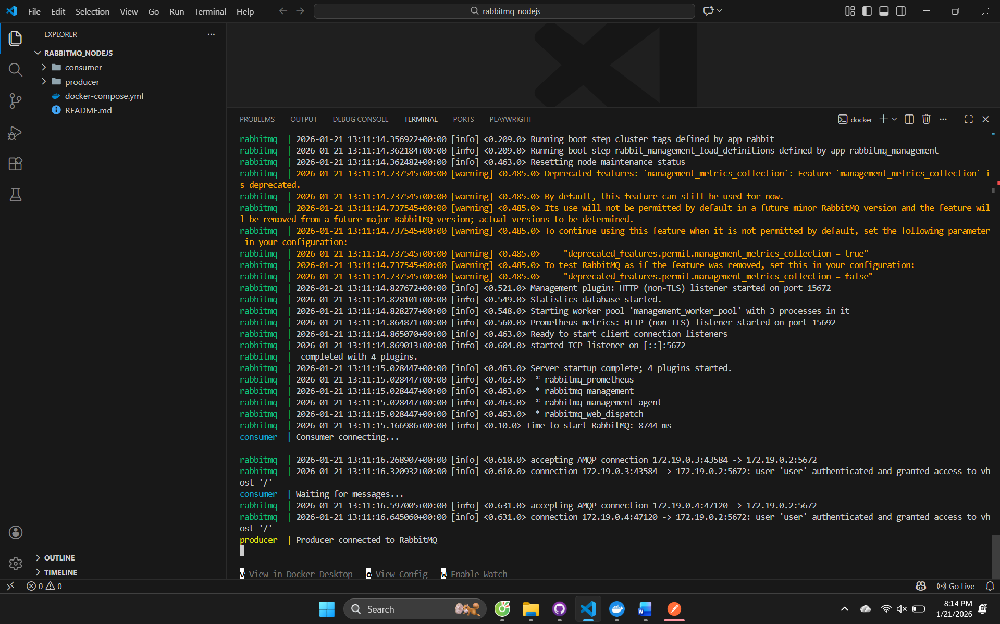 File Edit Selection View Go Run Terminal Help
rabbitmq_nodejs
EXPLORER
RABBITMQ_NODEJS
consumer
producer
docker-compose.yml
README.md
OUTLINE
TIMELINE
PROBLEMS OUTPUT DEBUG CONSOLE TERMINAL PORTS PLAYWRIGHT
docker
rabbitmq | 2026-01-21 13:11:14.356922+00:00 [info] <0.209.0> Running boot step cluster_tags defined by app rabbit
rabbitmq | 2026-01-21 13:11:14.362184+00:00 [info] <0.209.0> Running boot step rabbit_management_load_definitions defined by app rabbitmq_management
rabbitmq | 2026-01-21 13:11:14.362482+00:00 [info] <0.463.0> Resetting node maintenance status
rabbitmq | 2026-01-21 13:11:14.737545+00:00 [warning] <0.485.0> Deprecated features: `management_metrics_collection`: Feature `management_metrics_collection` i
s deprecated.
rabbitmq | 2026-01-21 13:11:14.737545+00:00 [warning] <0.485.0> By default, this feature can still be used for now.
rabbitmq | 2026-01-21 13:11:14.737545+00:00 [warning] <0.485.0> Its use will not be permitted by default in a future minor RabbitMQ version and the feature wil
l be removed from a future major RabbitMQ version; actual versions to be determined.
rabbitmq | 2026-01-21 13:11:14.737545+00:00 [warning] <0.485.0> To continue using this feature when it is not permitted by default, set the following parameter
in your configuration:
rabbitmq | 2026-01-21 13:11:14.737545+00:00 [warning] <0.485.0> "deprecated_features.permit.management_metrics_collection = true"
rabbitmq | 2026-01-21 13:11:14.737545+00:00 [warning] <0.485.0> To test RabbitMQ as if the feature was removed, set this in your configuration:
rabbitmq | 2026-01-21 13:11:14.737545+00:00 [warning] <0.485.0> "deprecated_features.permit.management_metrics_collection = false"
rabbitmq | 2026-01-21 13:11:14.827672+00:00 [info] <0.521.0> Management plugin: HTTP (non-TLS) listener started on port 15672
rabbitmq | 2026-01-21 13:11:14.828101+00:00 [info] <0.549.0> Statistics database started.
rabbitmq | 2026-01-21 13:11:14.828277+00:00 [info] <0.548.0> Starting worker pool 'management_worker_pool' with 3 processes in it
rabbitmq | 2026-01-21 13:11:14.864871+00:00 [info] <0.560.0> Prometheus metrics: HTTP (non-TLS) listener started on port 15692
rabbitmq | 2026-01-21 13:11:14.865070+00:00 [info] <0.463.0> Ready to start client connection listeners
rabbitmq | 2026-01-21 13:11:14.869013+00:00 [info] <0.604.0> started TCP listener on [::]:5672
rabbitmq | completed with 4 plugins.
rabbitmq | 2026-01-21 13:11:15.028447+00:00 [info] <0.463.0> Server startup complete; 4 plugins started.
rabbitmq | 2026-01-21 13:11:15.028447+00:00 [info] <0.463.0> * rabbitmq_prometheus
rabbitmq | 2026-01-21 13:11:15.028447+00:00 [info] <0.463.0> * rabbitmq_management
rabbitmq | 2026-01-21 13:11:15.028447+00:00 [info] <0.463.0> * rabbitmq_management_agent
rabbitmq | 2026-01-21 13:11:15.028447+00:00 [info] <0.463.0> * rabbitmq_web_dispatch
rabbitmq | 2026-01-21 13:11:15.166986+00:00 [info] <0.10.0> Time to start RabbitMQ: 8744 ms
consumer | Consumer connecting...
rabbitmq | 2026-01-21 13:11:16.268907+00:00 [info] <0.610.0> accepting AMQP connection 172.19.0.3:43584 -> 172.19.0.2:5672
rabbitmq | 2026-01-21 13:11:16.320932+00:00 [info] <0.610.0> connection 172.19.0.3:43584 -> 172.19.0.2:5672: user 'user' authenticated and granted access to vh
ost '/'
consumer | Waiting for messages...
rabbitmq | 2026-01-21 13:11:16.597005+00:00 [info] <0.631.0> accepting AMQP connection 172.19.0.4:47120 -> 172.19.0.2:5672
rabbitmq | 2026-01-21 13:11:16.645060+00:00 [info] <0.631.0> connection 172.19.0.4:47120 -> 172.19.0.2:5672: user 'user' authenticated and granted access to vh
ost '/'
producer | Producer connected to RabbitMQ
v View in Docker Desktop o View Config w Enable Watch
0 0
Go Live
Search
8:14 PM
1/21/2026